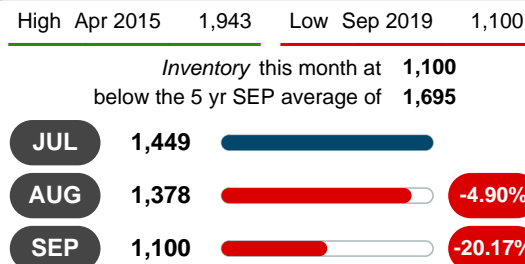 High Apr 2015 1,943 Low Sep 2019 1,100
Inventory this month at 1,100
below the 5 yr SEP average of 1,695
JUL 1,449
AUG 1,378 -4.90%
SEP 1,100 -20.17%